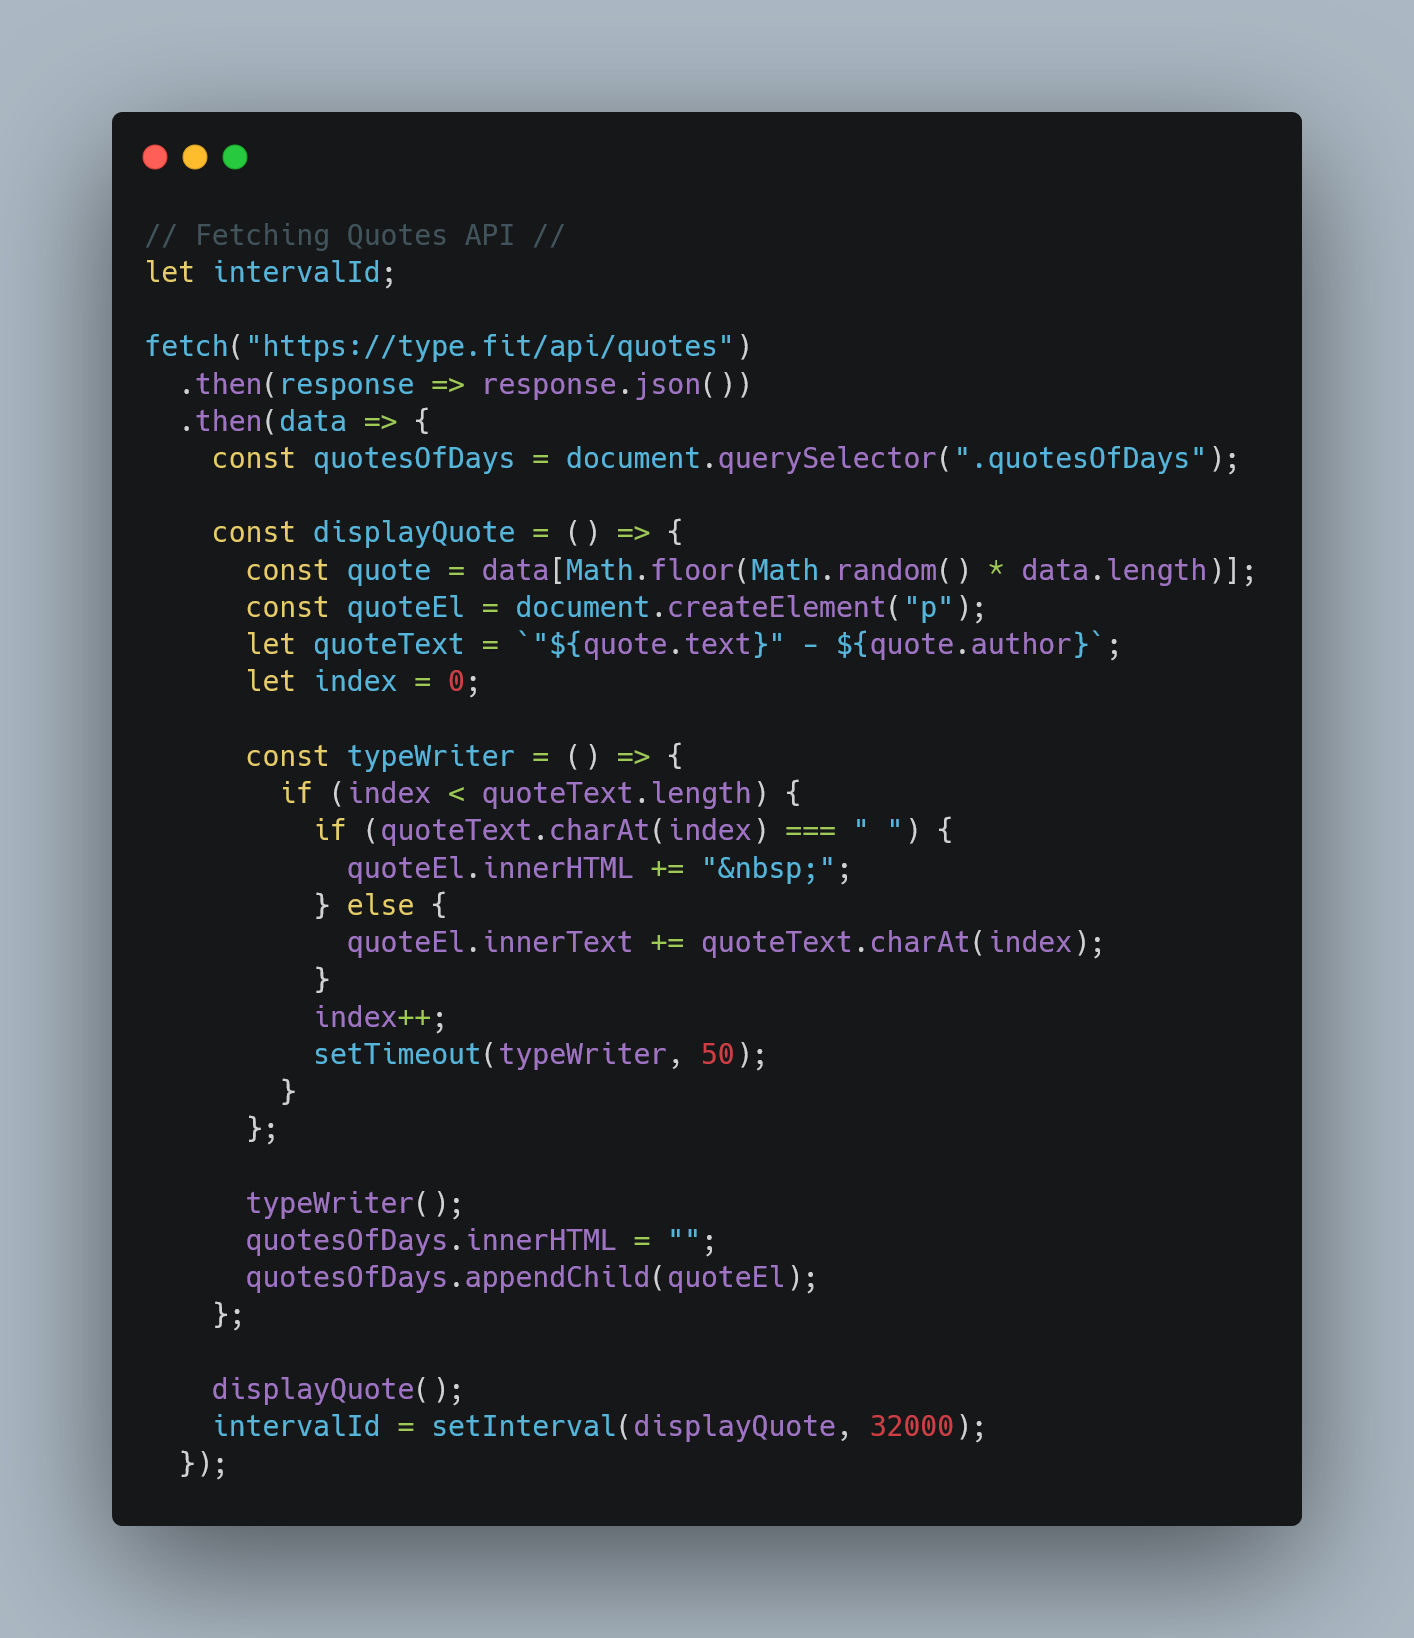 // Fetching Quotes API //
let intervalId;

fetch("https://type.fit/api/quotes")
  .then(response => response.json())
  .then(data => {
    const quotesOfDays = document.querySelector(".quotesOfDays");

    const displayQuote = () => {
      const quote = data[Math.floor(Math.random() * data.length)];
      const quoteEl = document.createElement("p");
      let quoteText = `"${quote.text}" - ${quote.author}`;
      let index = 0;

      const typeWriter = () => {
        if (index < quoteText.length) {
          if (quoteText.charAt(index) === " ") {
            quoteEl.innerHTML += "&nbsp;";
          } else {
            quoteEl.innerText += quoteText.charAt(index);
          }
          index++;
          setTimeout(typeWriter, 50);
        }
      };

      typeWriter();
      quotesOfDays.innerHTML = "";
      quotesOfDays.appendChild(quoteEl);
    };

    displayQuote();
    intervalId = setInterval(displayQuote, 32000);
  });